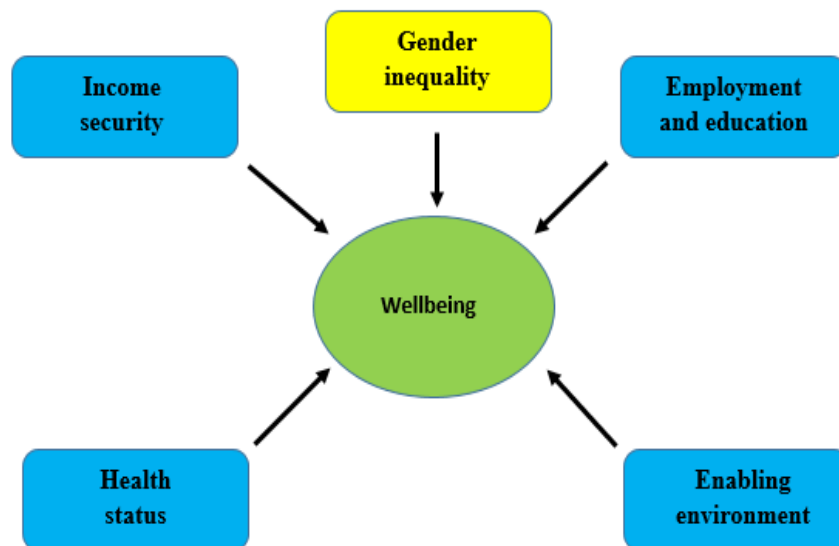 Gender
inequality
Income
security
Employment
and education
Wellbeing
Health
status
Enabling
environment